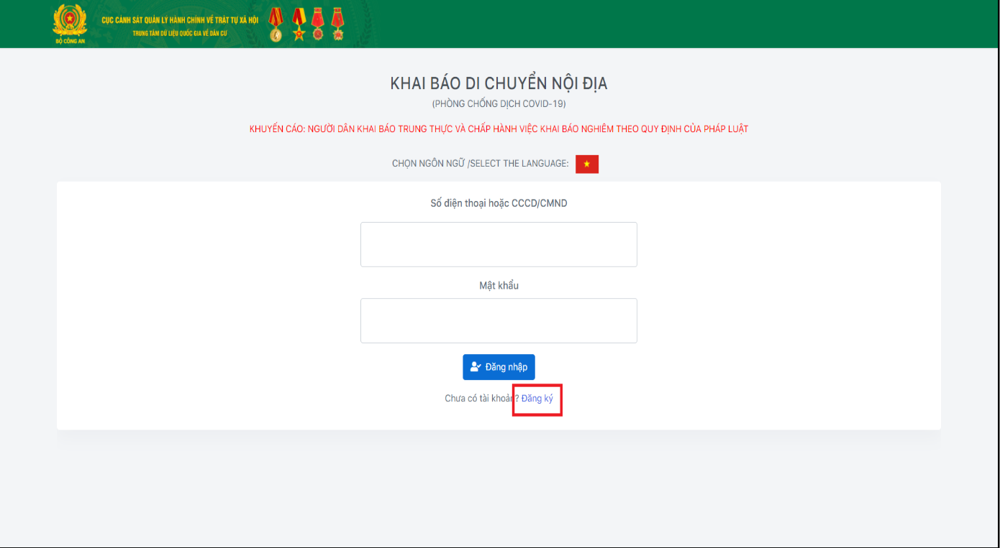 BỘ CÔNG AN
CỤC CẢNH SÁT QUẢN LÝ HÀNH CHÍNH VỀ TRẬT TỰ XÃ HỘI
TRUNG TÂM DỮ LIỆU QUỐC GIA VỀ DÂN CƯ
KHAI BÁO DI CHUYỂN NỘI ĐỊA
(PHÒNG CHỐNG DỊCH COVID-19)
KHUYẾN CÁO: NGƯỜI DÂN KHAI BÁO TRUNG THỰC VÀ CHẤP HÀNH VIỆC KHAI BÁO NGHIÊM THEO QUY ĐỊNH CỦA PHÁP LUẬT
CHỌN NGÔN NGỮ /SELECT THE LANGUAGE:
Số điện thoại hoặc CCCD/CMND
Mật khẩu
Đăng nhập
Chưa có tài khoản? Đăng ký